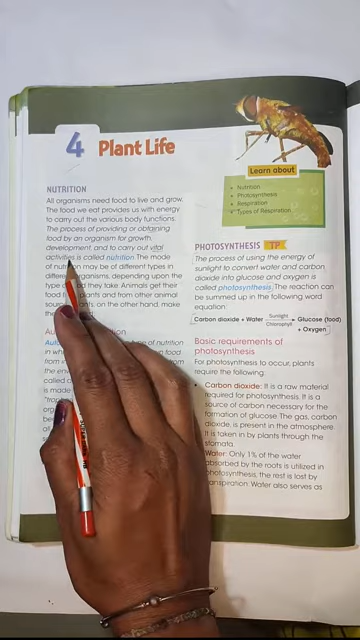 4 Plant Life
Learn about
• Nutrition
• Photosynthesis
• Respiration
• Types of Respiration
NUTRITION
All organisms need food to live and grow.
The food we eat provides us with energy
to carry out the various body functions.
The process of providing or obtaining
food by an organism for growth,
development, and to carry out vital
activities is called nutrition. The mode
of nutrition may be of different types in
organisms, depending upon the
type they take. Animals get their
food plants and from other animal
on the other hand, make
PHOTOSYNTHESIS TP
The process of using the energy of
sunlight to convert water and carbon
dioxide into glucose and oxygen is
called photosynthesis. The reaction can
be summed up in the following word
equation:
Carbon dioxide + Water Sunlight Chlorophyll → Glucose (food)
+ Oxygen
Basic requirements of
photosynthesis
For photosynthesis to occur, plants
require the following:
• Carbon dioxide: It is a raw material
required for photosynthesis. It is a
source of carbon necessary for the
formation of glucose. The gas, carbon
dioxide, is present in the atmosphere.
It is taken in by plants through the
stomata.
Water: Only 1% of the water
absorbed by the roots is utilized in
photosynthesis, the rest is lost by
transpiration. Water also serves as